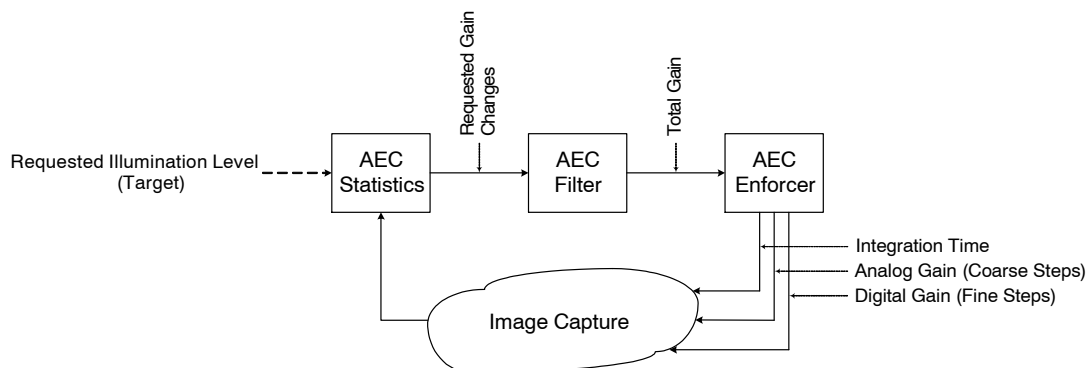 Requested Gain
Changes
Total Gain
Requested Illumination Level
(Target)
AEC
Statistics
AEC
Filter
AEC
Enforcer
Integration Time
Analog Gain (Coarse Steps)
Digital Gain (Fine Steps)
Image Capture